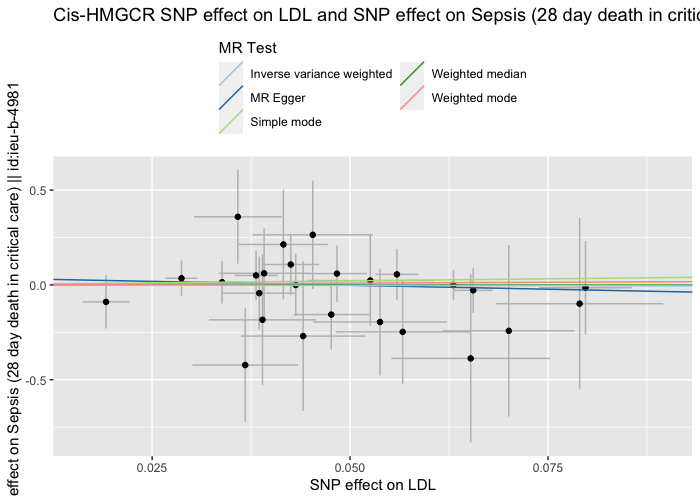 Cis-HMGCR SNP effect on LDL and SNP effect on Sepsis (28 day death in critic
MR Test
Inverse variance weighted
MR Egger
Simple mode
Weighted median
Weighted mode
effect on Sepsis (28 day death in critical care) || id:ieu-b-4981
0.5
0.0
-0.5
0.025
0.050
0.075
SNP effect on LDL